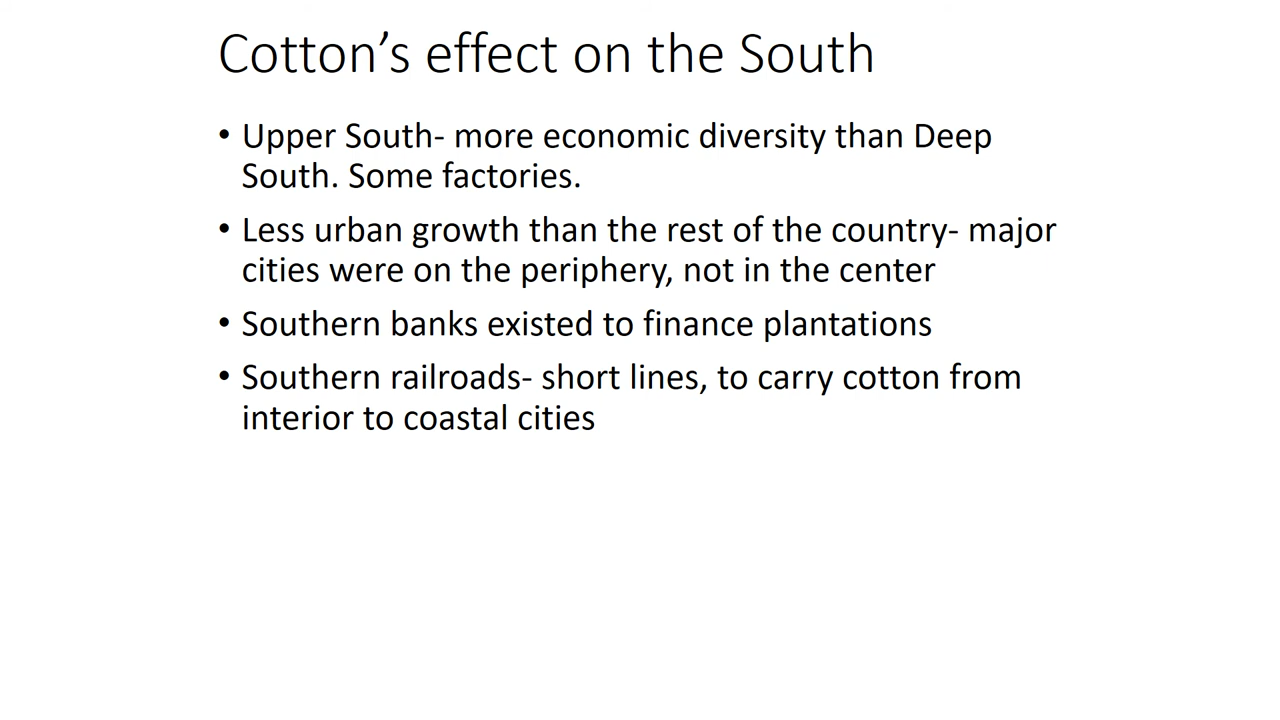 Cotton’s effect on the South
• Upper South- more economic diversity than Deep
South. Some factories.
• Less urban growth than the rest of the country- major
cities were on the periphery, not in the center
• Southern banks existed to finance plantations
• Southern railroads- short lines, to carry cotton from
interior to coastal cities